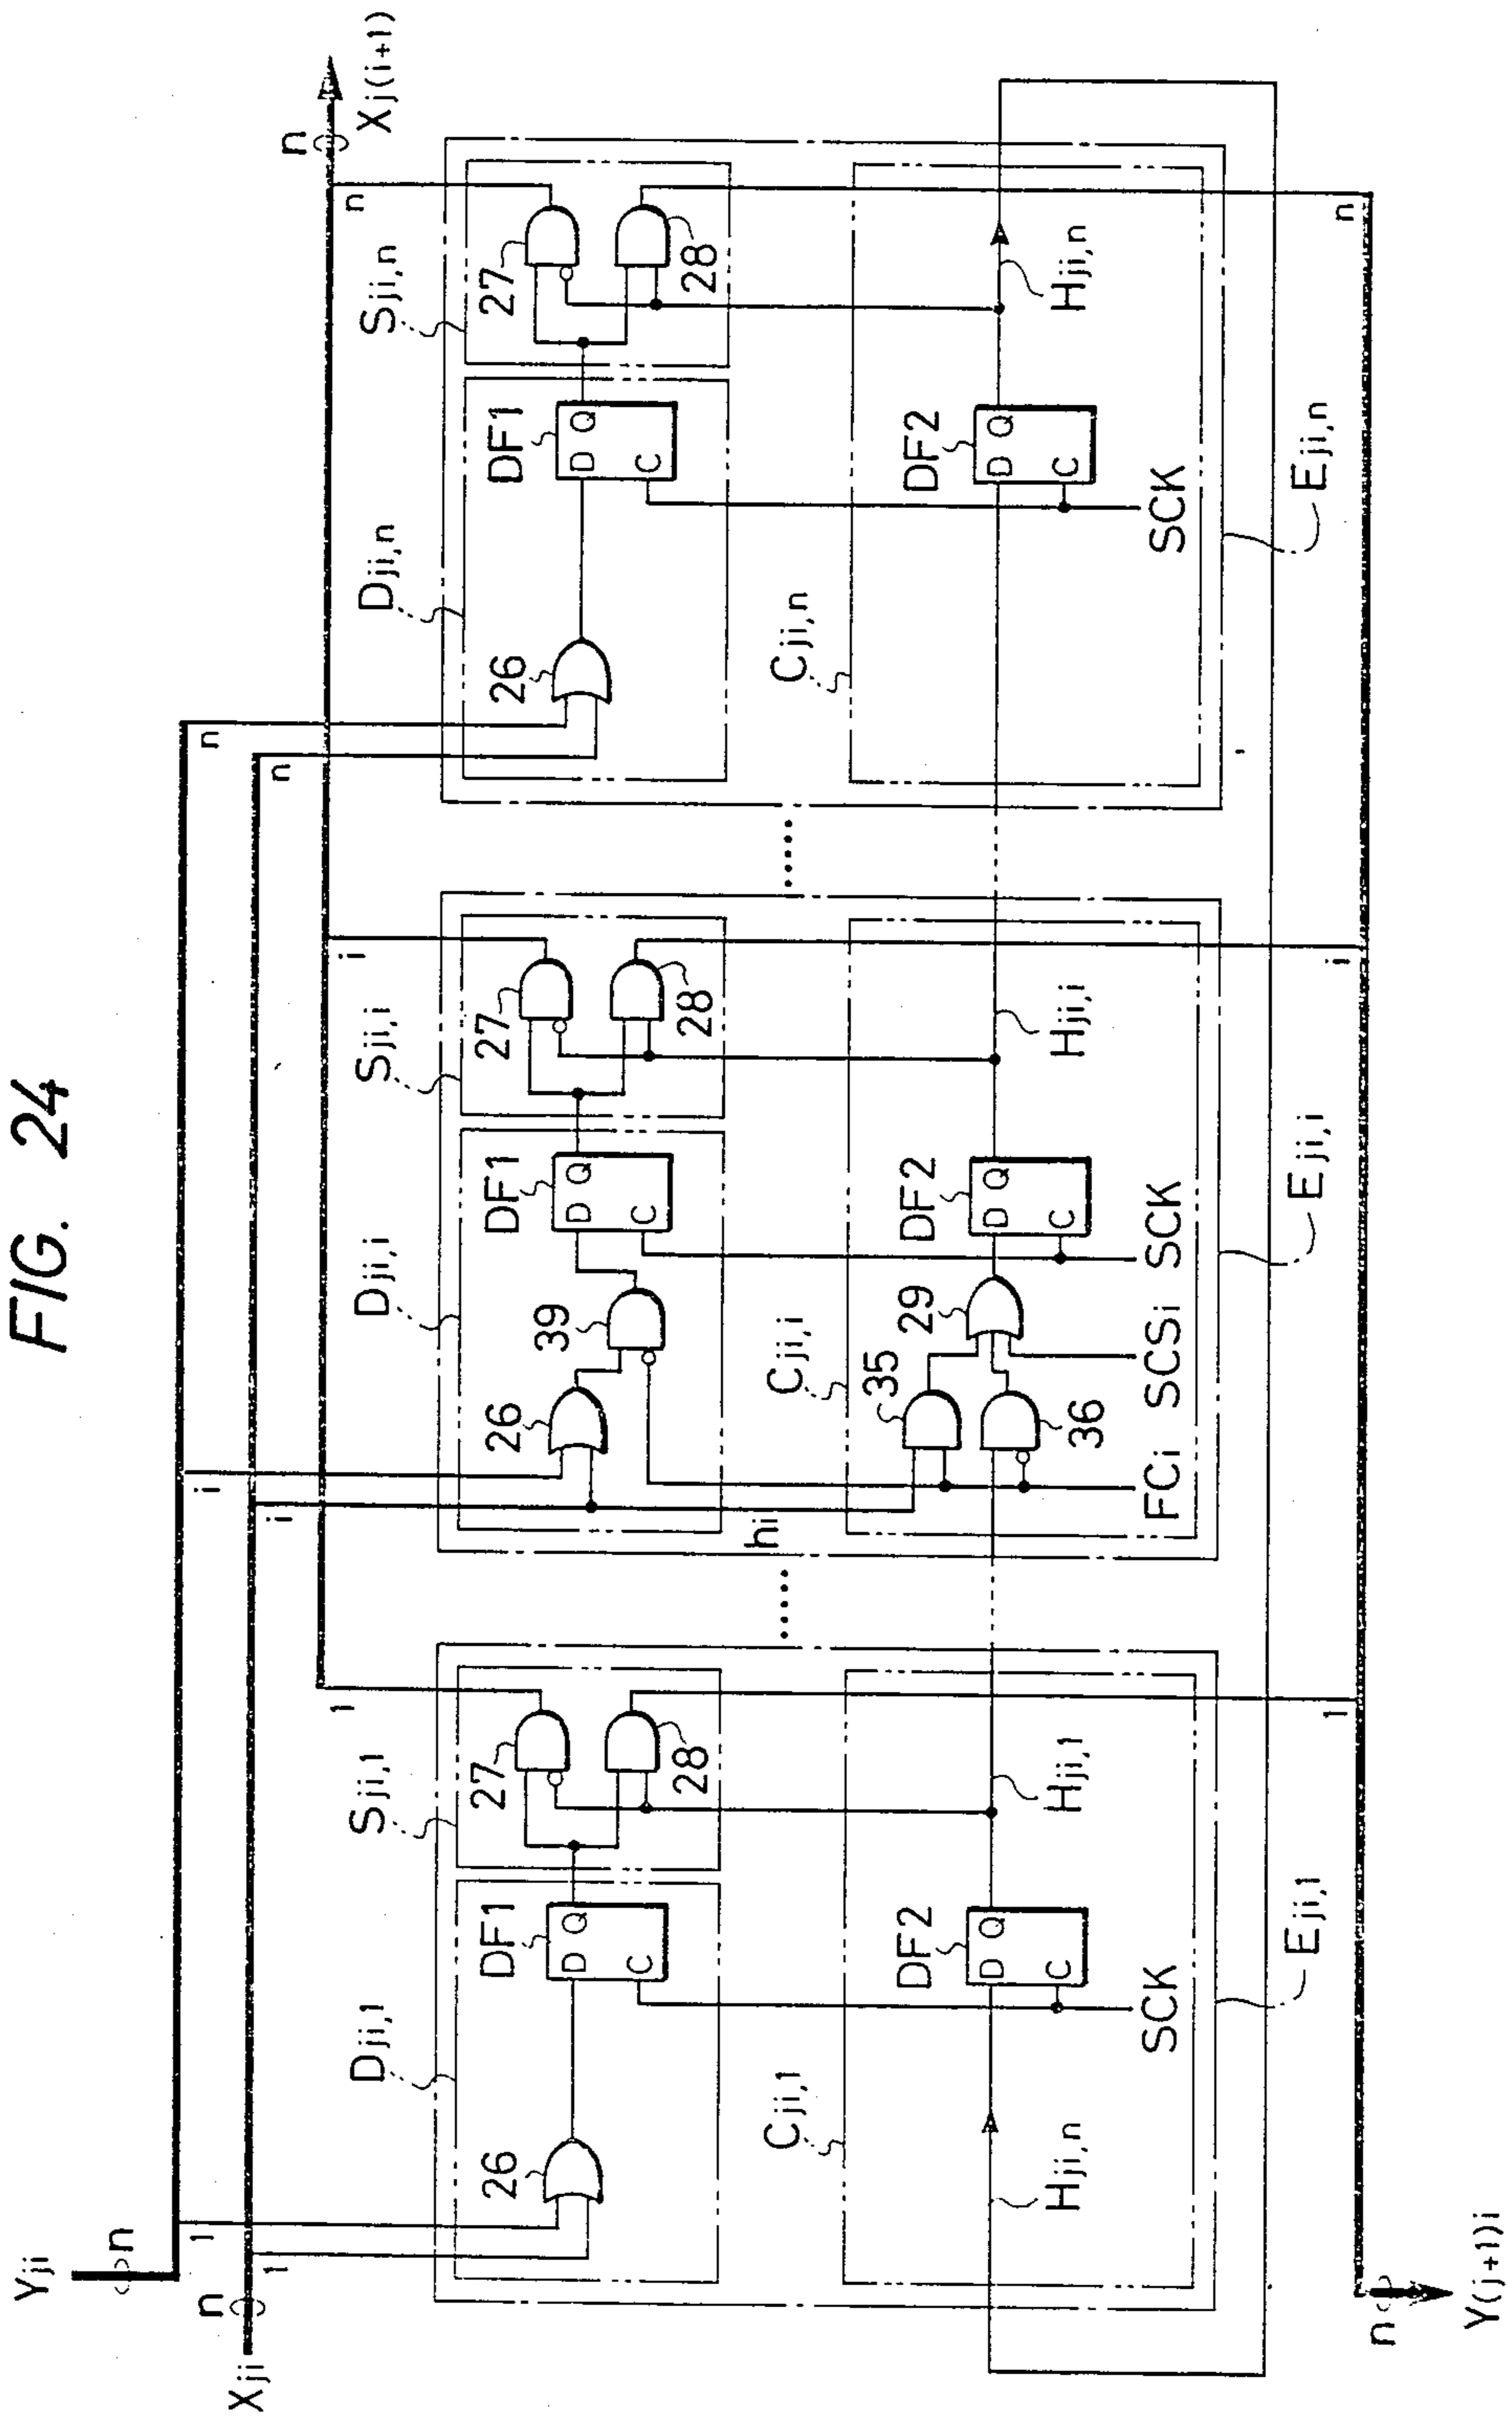 FIG. 24
Yji
n
Xji
n
1
1
i
i
n
n
1
i
n
n
Xj(i+1)
Dji,1
Sji,1
26
DF1
D Q
C
27
28
Cji,1
Hji,n
DF2
D Q
C
SCK
Hji,1
Eji,1
1
Dji,i
Sji,i
26
39
DF1
D Q
C
27
28
hi
Cji,i
35
36
29
DF2
D Q
C
FCi SCSi SCK
Hji,i
Eji,i
i
Dji,n
Sji,n
26
DF1
D Q
C
27
28
Cji,n
DF2
D Q
C
SCK
Hji,n
Eji,n
n
n
Y(j+1)i